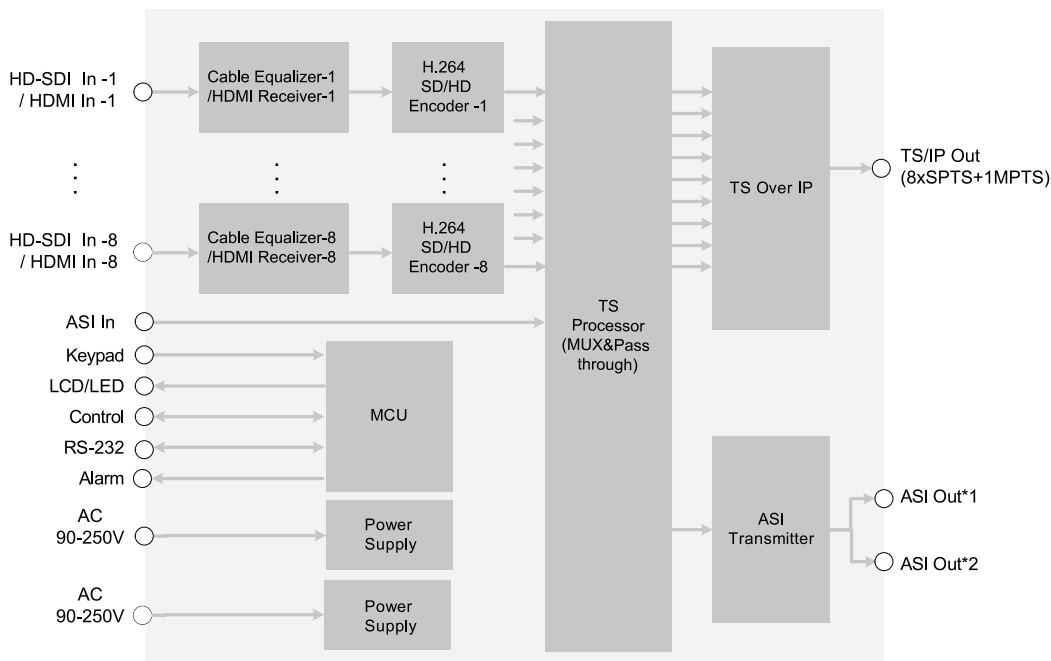 HD-SDI In -1
/ HDMI In -1
Cable Equalizer-1
/HDMI Receiver-1
H.264
SD/HD
Encoder -1
HD-SDI In -8
/ HDMI In -8
Cable Equalizer-8
/HDMI Receiver-8
H.264
SD/HD
Encoder -8
ASI In
Keypad
LCD/LED
Control
RS-232
Alarm
MCU
AC
90-250V
Power
Supply
AC
90-250V
Power
Supply
TS
Processor
(MUX&Pass
through)
TS Over IP
TS/IP Out
(8xSPTS+1MPTS)
ASI
Transmitter
ASI Out*1
ASI Out*2